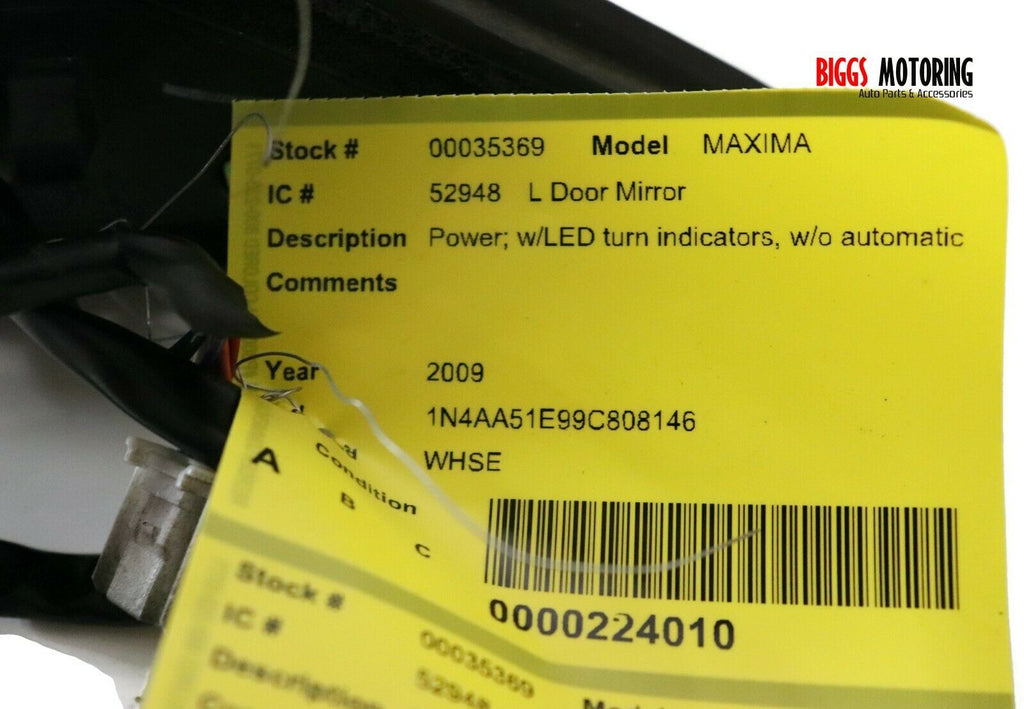 BIGGS MOTORING
Auto Parts & Accessories
Stock # 00035369 Model MAXIMA
IC # 52948 L Door Mirror
Description Power; w/LED turn indicators, w/o automatic
Comments
Year 2009
1N4AA51E99C808146
WHSE
Condition
A B C
0000224010
Stock # 00035369
IC # 52948
Description